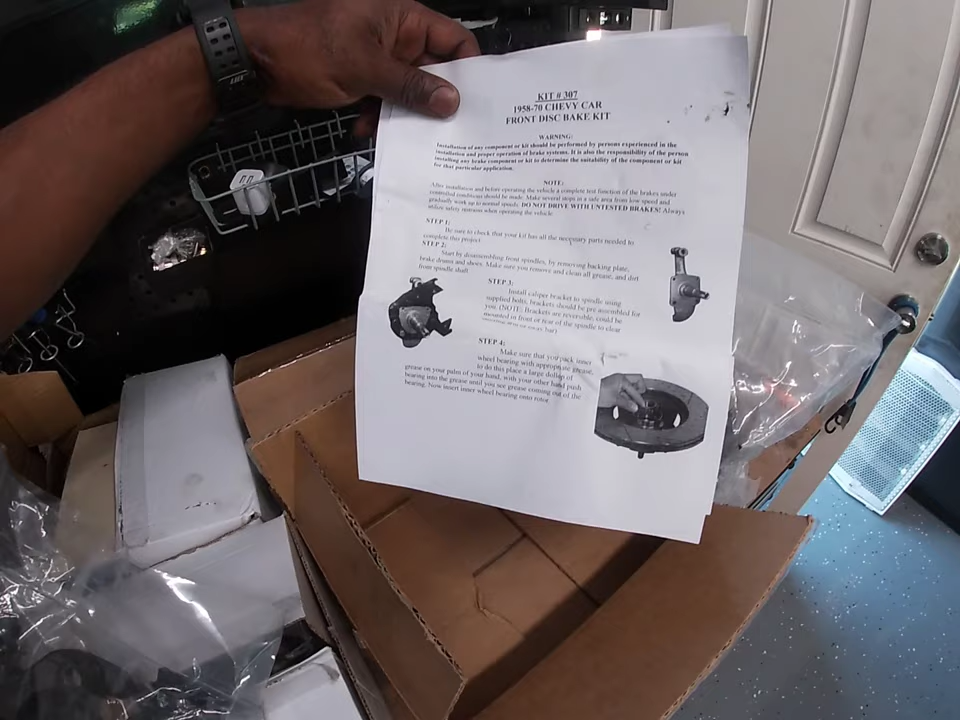 KIT # 307
1958-70 CHEVY CAR
FRONT DISC BAKE KIT
WARNING:
Installation of any component or kit should be performed by persons experienced in the
installation and proper operation of brake systems. It is also the responsibility of the person
installing any brake component or kit to determine the suitability of the component or kit
for that particular application.
NOTE:
After installation and before operating the vehicle a complete test function of the brakes under
controlled conditions should be made. Make several stops in a safe area from low speed and
gradually work up to normal speeds. DO NOT DRIVE WITH UNTESTED BRAKES! Always
utilize safety restraints when operating the vehicle.
STEP 1:
Be sure to check that your kit has all the necessary parts needed to
complete this project
STEP 2:
Start by disassembling front spindles, by removing backing plate,
brake drums and shoes. Make sure you remove and clean all grease, and dirt
from spindle shaft
STEP 3:
Install caliper bracket to spindle using
supplied bolts, brackets should be pre assembled for
you. (NOTE: Brackets are reversible, could be
mounted in front or rear of the spindle to clear
bar)
STEP 4:
Make sure that you pack inner
wheel bearing with appropriate grease,
to do this place a large dollop of
grease on your palm of your hand, with your other hand push
bearing into the grease until you see grease coming out of the
bearing. Now insert inner wheel bearing onto rotor.